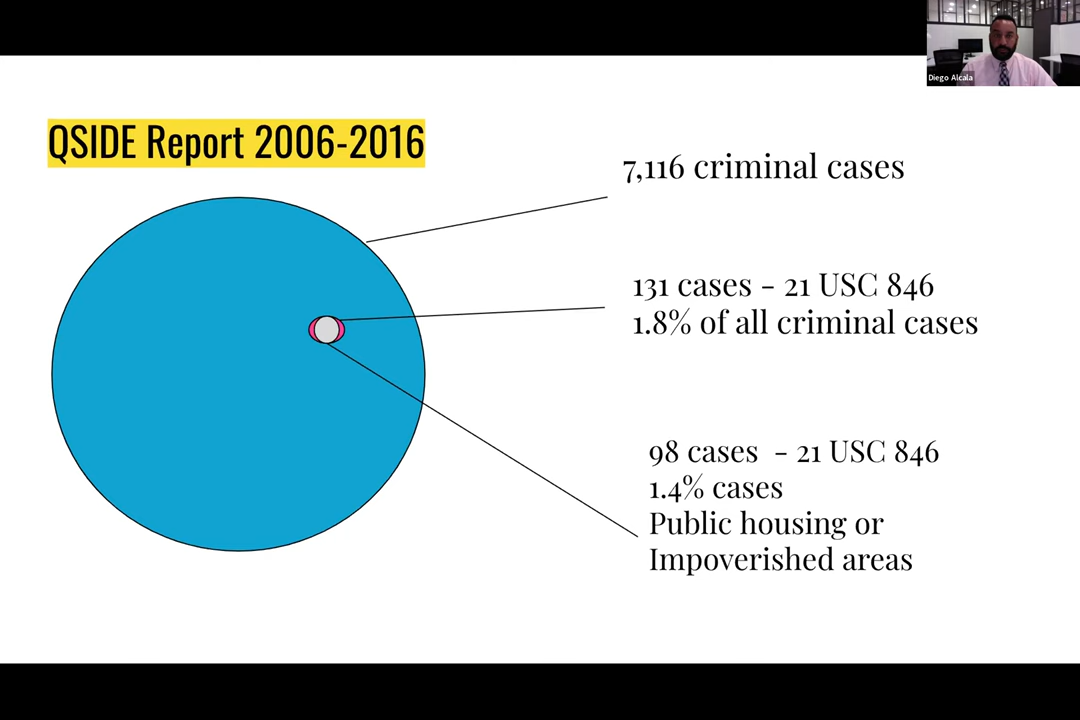 Diego Alcala
QSIDE Report 2006-2016
7,116 criminal cases
131 cases - 21 USC 846
1.8% of all criminal cases
98 cases - 21 USC 846
1.4% cases
Public housing or
Impoverished areas